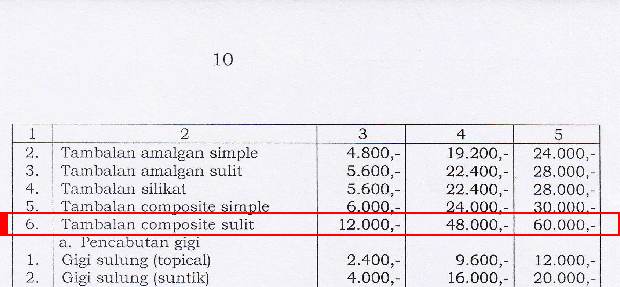 10
1 2 3 4 5
2. Tambalan amalgan simple 4.800,- 19.200,- 24.000,-
3. Tambalan amalgan sulit 5.600,- 22.400,- 28.000,-
4. Tambalan silikat 5.600,- 22.400,- 28.000,-
5. Tambalan composite simple 6.000,- 24.000,- 30.000,-
6. Tambalan composite sulit 12.000,- 48.000,- 60.000,-
a. Pencabutan gigi
1. Gigi sulung (topical) 2.400,- 9.600,- 12.000,-
2. Gigi sulung (suntik) 4.000,- 16.000,- 20.000,-